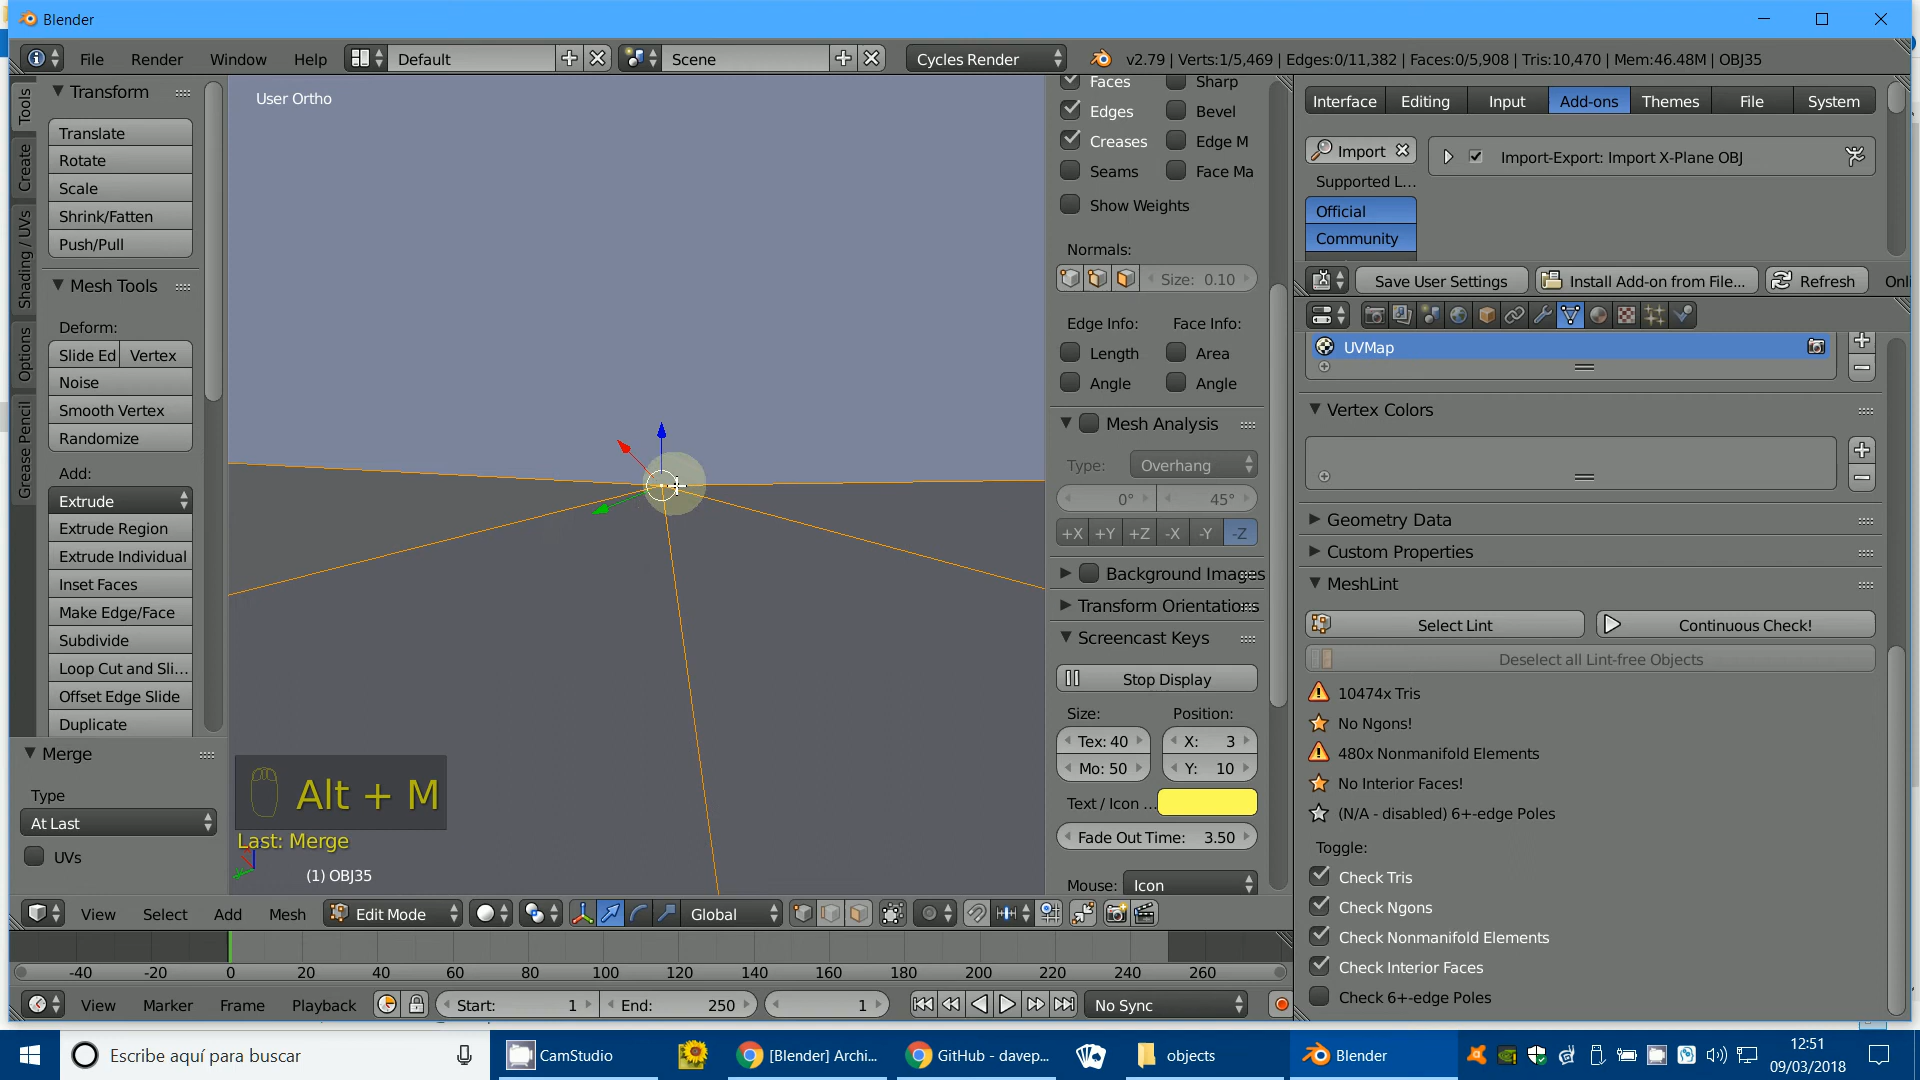 Blender
File Render Window Help Default Scene Cycles Render v2.79 | Verts:1/5,469 | Edges:0/11,382 | Faces:0/5,908 | Tris:10,470 | Mem:46.48M | OBJ35
Tools
Create
Shading / UVs
Options
Grease Pencil
Transform
Translate
Rotate
Scale
Shrink/Fatten
Push/Pull
Mesh Tools
Deform:
Slide Ed Vertex
Noise
Smooth Vertex
Randomize
Add:
Extrude
Extrude Region
Extrude Individual
Inset Faces
Make Edge/Face
Subdivide
Loop Cut and Sli...
Offset Edge Slide
Duplicate
Merge
Type
At Last
UVs
User Ortho
Alt + M
Last: Merge
(1) OBJ35
Faces Sharp
Edges Bevel
Creases Edge M
Seams Face Ma
Show Weights
Normals:
Size: 0.10
Edge Info: Face Info:
Length Area
Angle Angle
Mesh Analysis
Type: Overhang
0° 45°
+X +Y +Z -X -Y -Z
Background Images
Transform Orientations
Screencast Keys
Stop Display
Size: Position:
Tex: 40 X: 3
Mo: 50 Y: 10
Text / Icon ...
Fade Out Time: 3.50
Mouse: Icon
Interface Editing Input Add-ons Themes File System
Import
Import-Export: Import X-Plane OBJ
Supported L...
Official
Community
Save User Settings Install Add-on from File... Refresh Onl
UVMap
Vertex Colors
Geometry Data
Custom Properties
MeshLint
Select Lint Continuous Check!
Deselect all Lint-free Objects
10474x Tris
No Ngons!
480x Nonmanifold Elements
No Interior Faces!
(N/A - disabled) 6+-edge Poles
Toggle:
Check Tris
Check Ngons
Check Nonmanifold Elements
Check Interior Faces
Check 6+-edge Poles
View Select Add Mesh Edit Mode Global
-40 -20 0 20 40 60 80 100 120 140 160 180 200 220 240 260
View Marker Frame Playback Start: 1 End: 250 1 No Sync
Escribe aquí para buscar CamStudio [Blender] Archi... GitHub - davep... objects Blender
12:51
09/03/2018